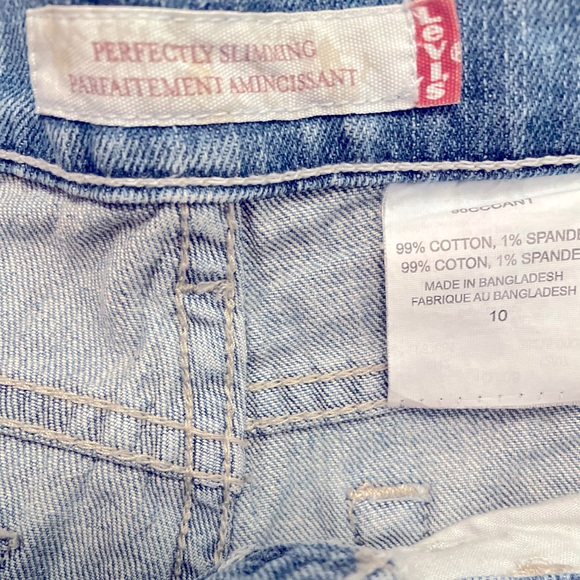 PERFECTLY SLIMMING
PARFAITEMENT AMINCISSANT
Levi's
99% COTTON, 1% SPANDE
99% COTON, 1% SPANDE
MADE IN BANGLADESH
FABRIQUE AU BANGLADESH
10